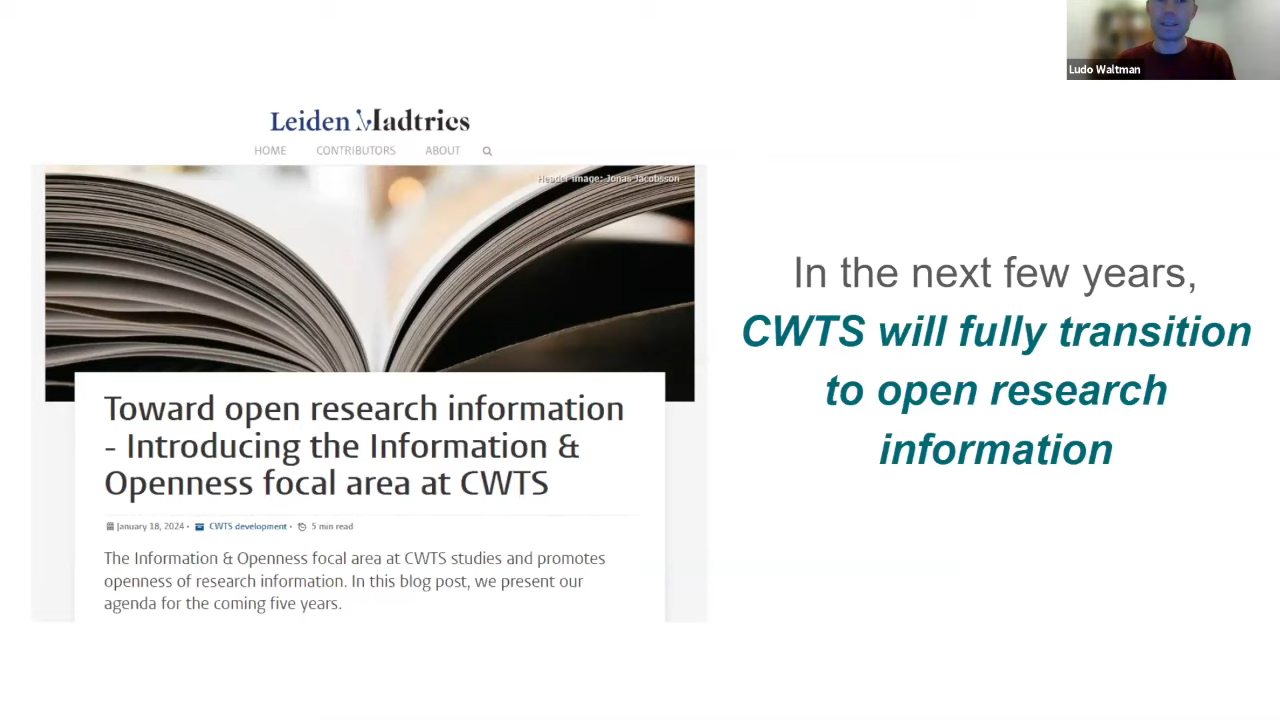 Ludo Waltman
Leiden Madtrics
HOME CONTRIBUTORS ABOUT
Header image: Jonas Jacobsson
Toward open research information
- Introducing the Information &
Openness focal area at CWTS
January 18, 2024 • CWTS development • 5 min read
The Information & Openness focal area at CWTS studies and promotes
openness of research information. In this blog post, we present our
agenda for the coming five years.
In the next few years,
CWTS will fully transition
to open research
information